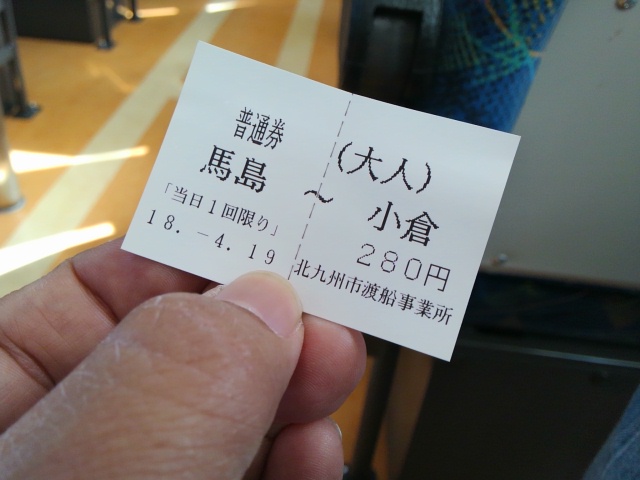 普通券 (大人)
馬島 ~ 小倉
「当日1回限り」 280円
18.-4.19 北九州市渡船事業所